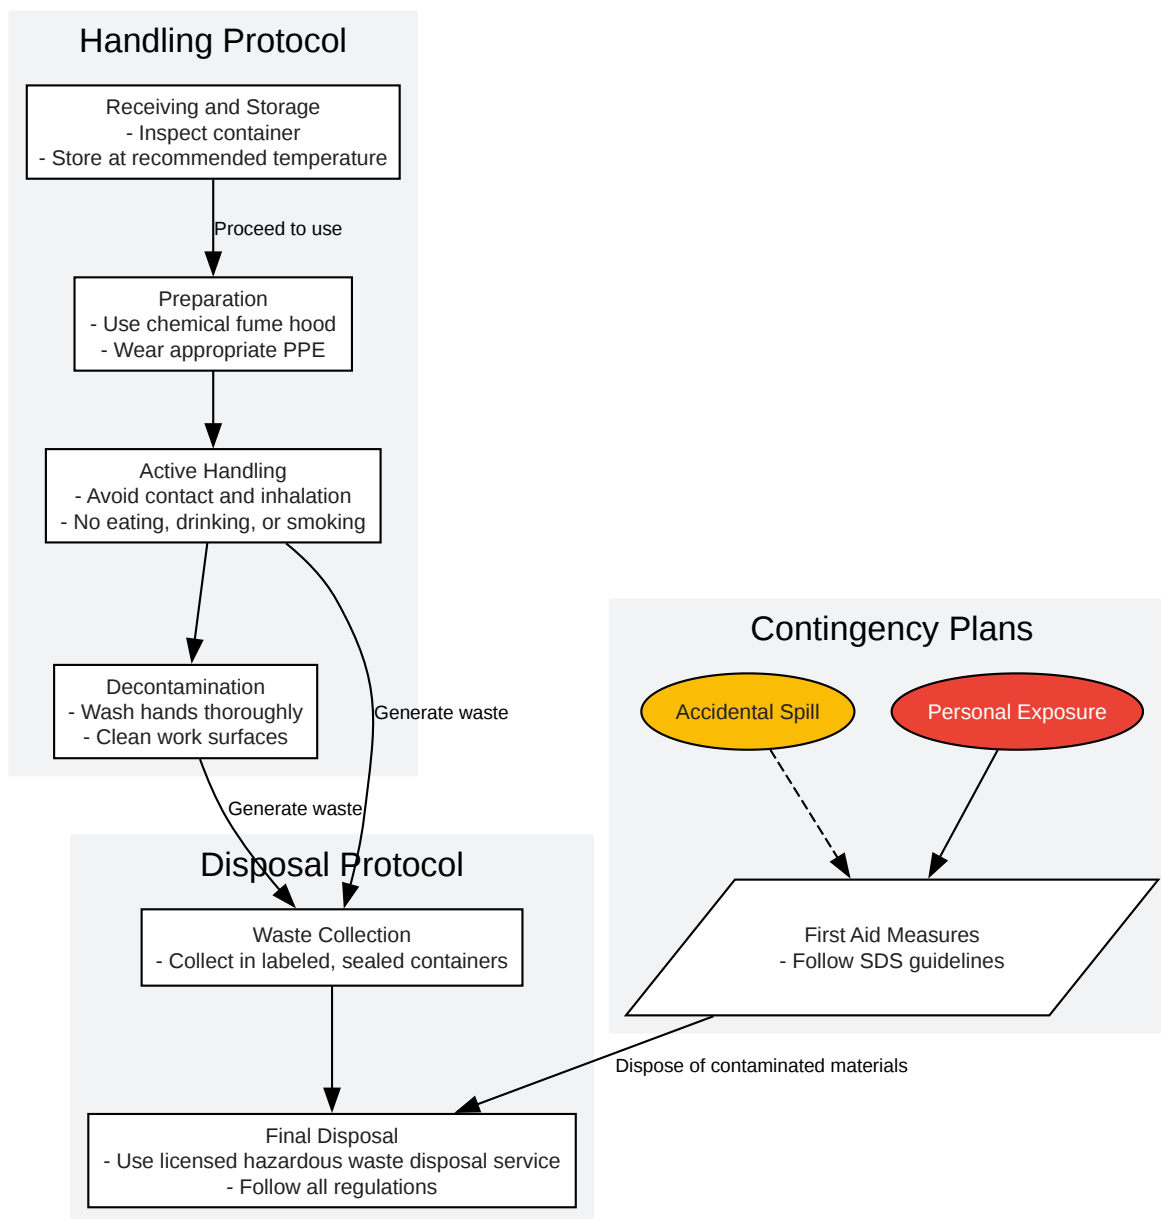 Handling Protocol
Receiving and Storage
- Inspect container
- Store at recommended temperature
Proceed to use
Preparation
- Use chemical fume hood
- Wear appropriate PPE
Active Handling
- Avoid contact and inhalation
- No eating, drinking, or smoking
Decontamination
- Wash hands thoroughly
- Clean work surfaces
Generate waste
Generate waste
Disposal Protocol
Waste Collection
- Collect in labeled, sealed containers
Final Disposal
- Use licensed hazardous waste disposal service
- Follow all regulations
Contingency Plans
Accidental Spill
Personal Exposure
First Aid Measures
- Follow SDS guidelines
Dispose of contaminated materials